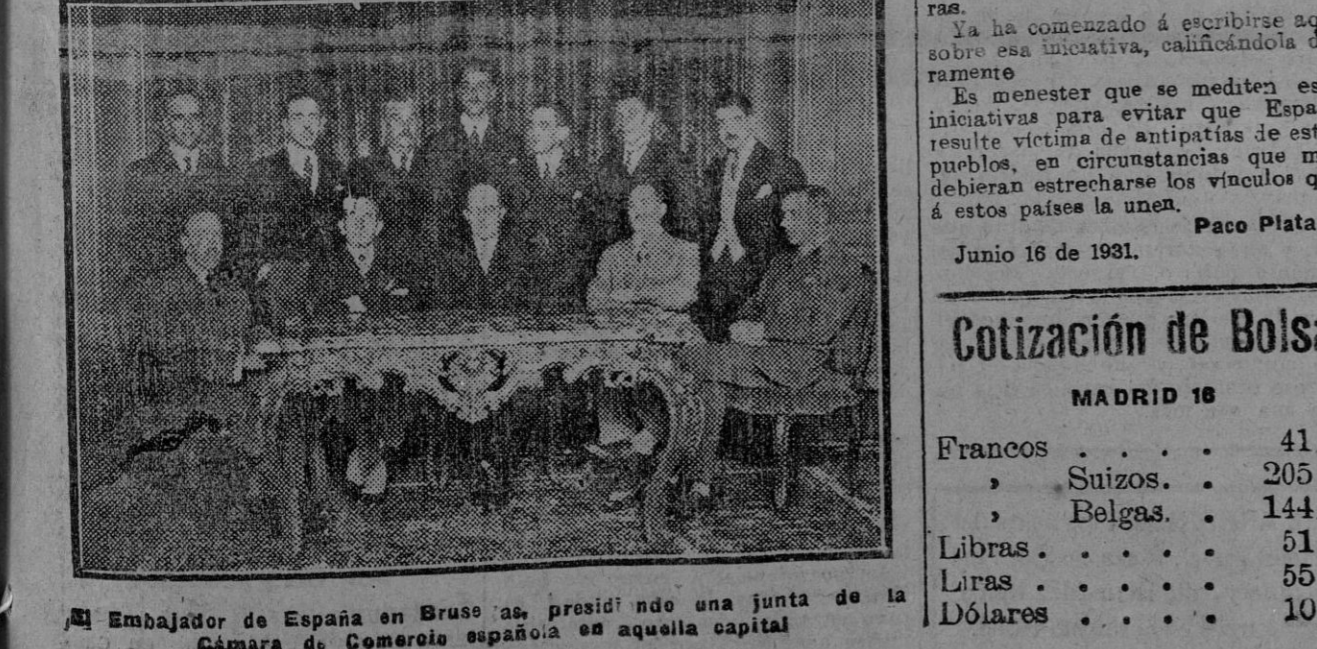 El Embajador de España en Bruse as, presidi ndo una junta de la
Cámara de Comercio española en aquella capital
ras.
Ya ha comenzado á escribirse
sobre esa iniciativa, calificándola
ramente
Es menester que se mediten
iniciativas para evitar que
resulte víctima de antipatías de
pueblos, en circunstancias que
debieran estrecharse los vínculos
á estos países la unen.
Paco Plata
Junio 16 de 1931.
Cotización de
MADRID 16
Francos . . . . 41
, Suizos. . 205
, Belgas. . 144
Libras . . . . . 51
Liras . . . . . 55
Dólares . . . . 10